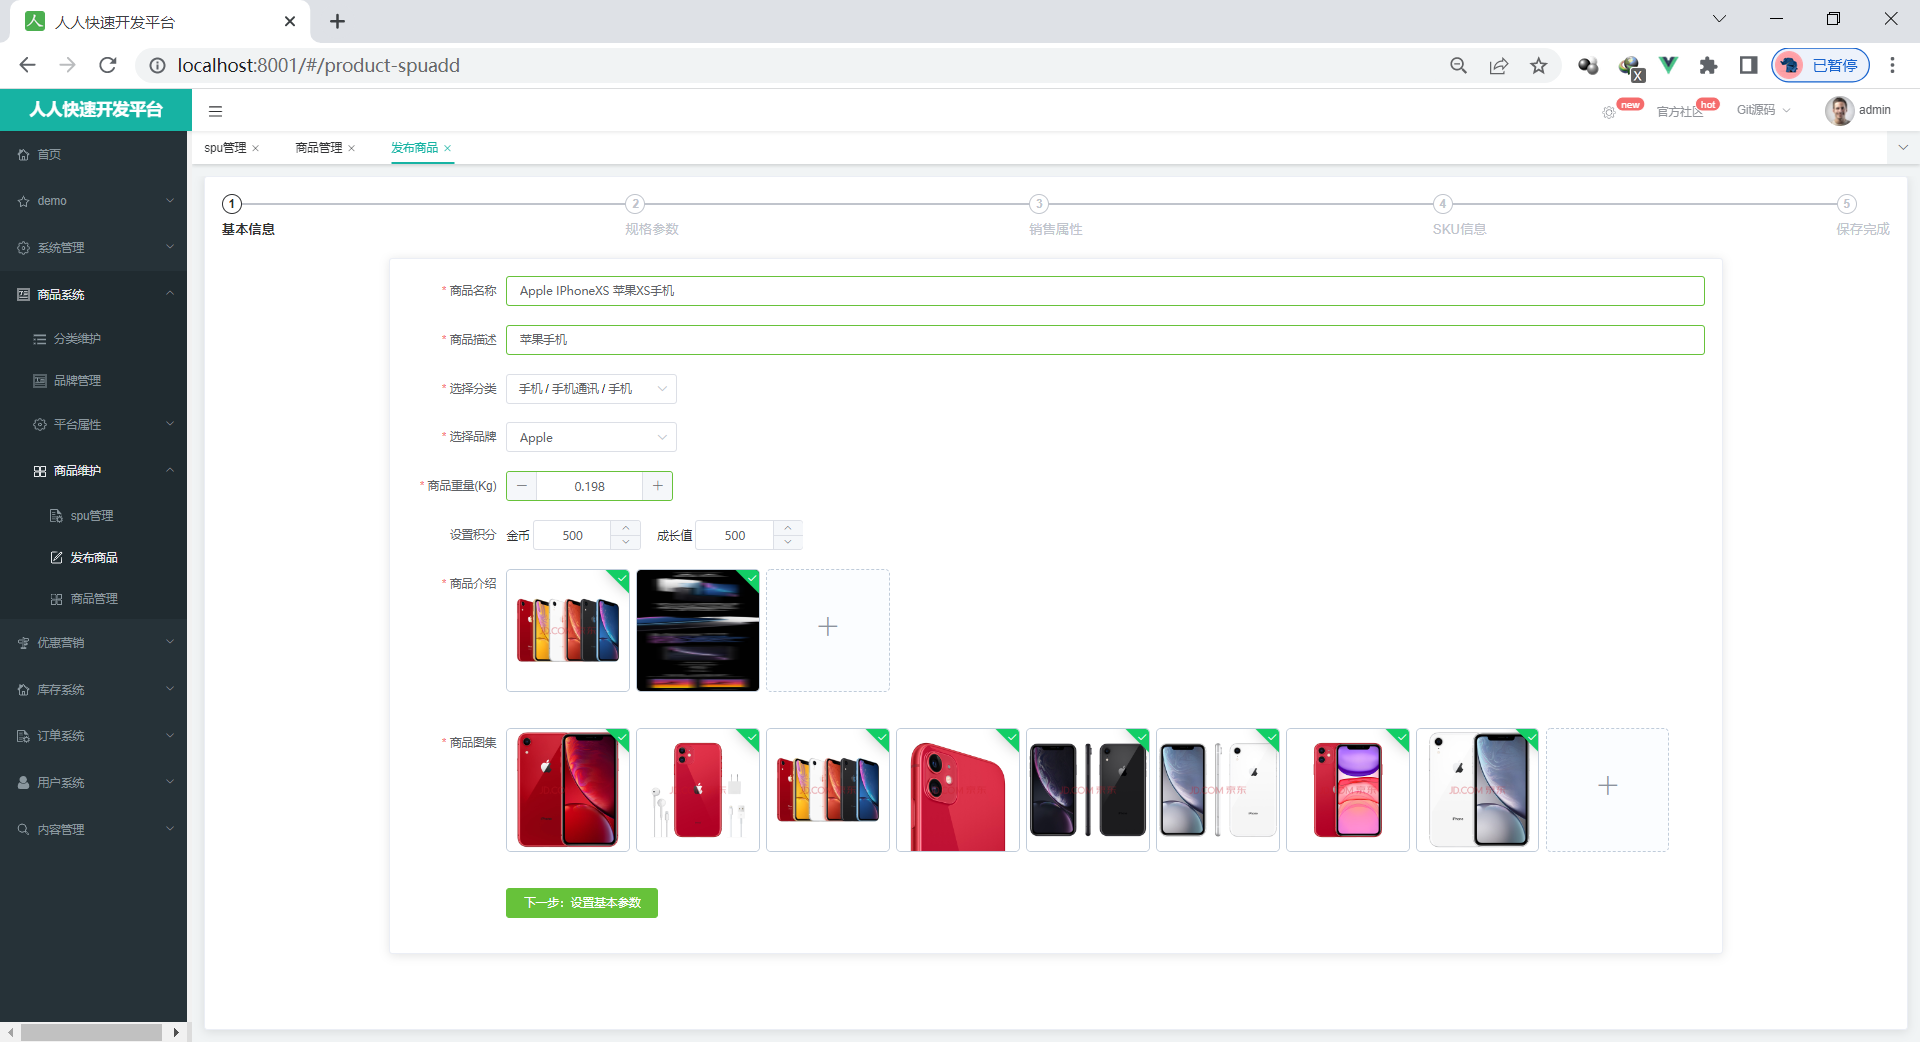 人人快速开发平台
localhost:8001/#/product-spuadd
已暂停
人人快速开发平台
new
官方社区
hot
Git源码
admin
首页
demo
系统管理
商品系统
分类维护
品牌管理
平台属性
商品维护
spu管理
发布商品
商品管理
优惠营销
库存系统
订单系统
用户系统
内容管理
spu管理
商品管理
发布商品
1
2
3
4
5
基本信息
规格参数
销售属性
SKU信息
保存完成
* 商品名称 Apple IPhoneXS 苹果XS手机
* 商品描述 苹果手机
* 选择分类 手机 / 手机通讯 / 手机
* 选择品牌 Apple
* 商品重量(Kg) 0.198
设置积分 金币 500 成长值 500
* 商品介绍
JD.COM 京东
* 商品图集
下一步：设置基本参数